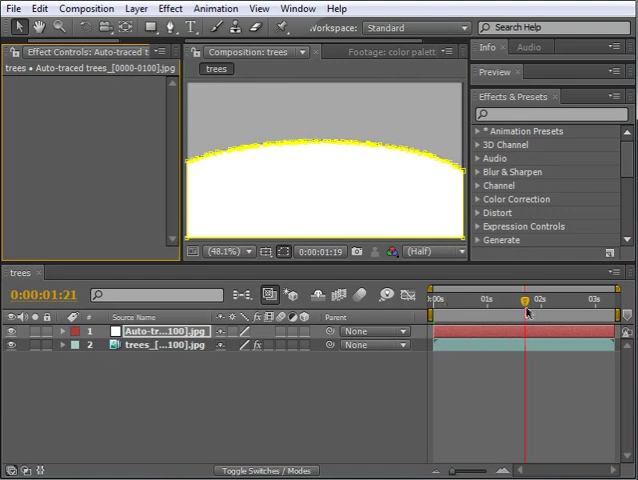 File Edit Composition Layer Effect Animation View Window Help
Workspace: Standard Search Help
Effect Controls: Auto-traced t Composition: trees Footage: color palett Info Audio
trees • Auto-traced trees_[0000-0100].jpg trees
Preview
Effects & Presets
* Animation Presets
3D Channel
Audio
Blur & Sharpen
Channel
Color Correction
Distort
Expression Controls
Generate
(48.1%) 0:00:01:19 (Half)
trees
0:00:01:21 :00s 01s 02s 03s
# Source Name Parent
1 Auto-tr...100].jpg None
2 trees_[...100].jpg fx None
Toggle Switches / Modes